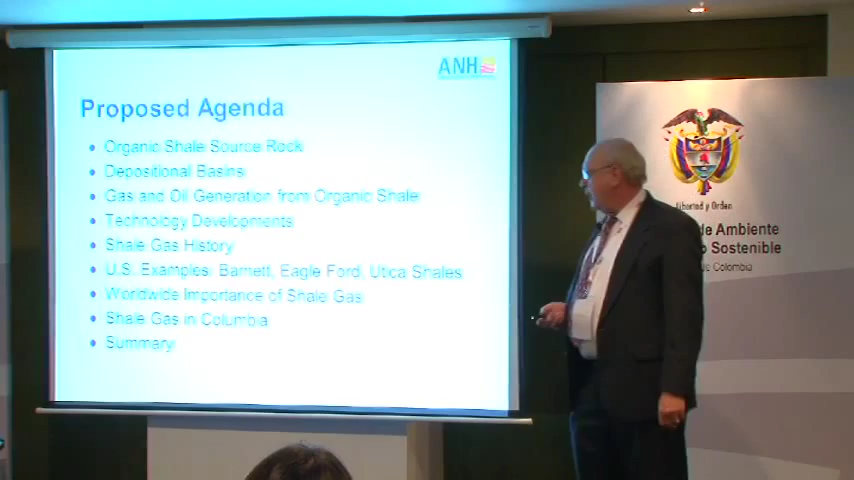 ANH
Proposed Agenda
Organic Shale Source Rock
Depositional Basins
Gas and Oil Generation from Organic Shale
Technology Developments
Shale Gas History
U.S. Examples: Barnett, Eagle Ford, Utica Shales
Worldwide Importance of Shale Gas
Shale Gas in Columbia
Summary
Libertad y Orden
de Ambiente
o Sostenible
de Colombia